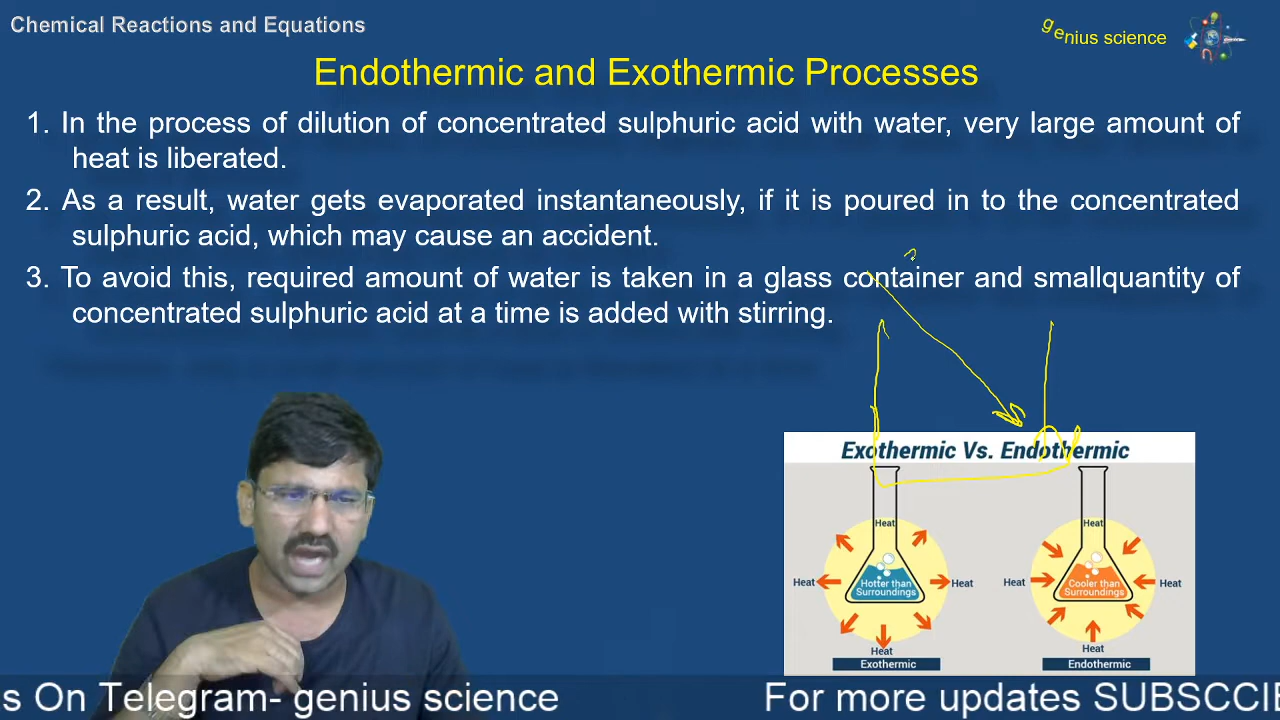 Chemical Reactions and Equations
genius science
Endothermic and Exothermic Processes
1. In the process of dilution of concentrated sulphuric acid with water, very large amount of
heat is liberated.
2. As a result, water gets evaporated instantaneously, if it is poured in to the concentrated
sulphuric acid, which may cause an accident.
3. To avoid this, required amount of water is taken in a glass container and smallquantity of
concentrated sulphuric acid at a time is added with stirring.
Exothermic Vs. Endothermic
Heat
Heat
Heat
Hotter than
Surroundings
Heat
Heat
Exothermic
Heat
Heat
Cooler than
Surroundings
Heat
Heat
Endothermic
s On Telegram- genius science
For more updates SUBSCCIE